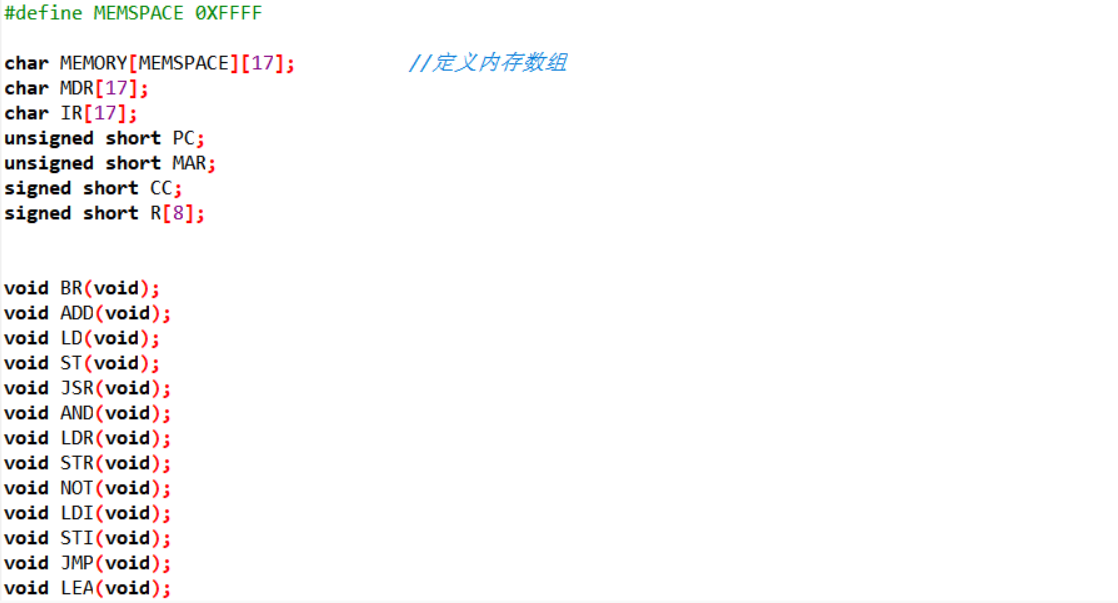 #define MEMSPACE 0XFFFF
char MEMORY[MEMSPACE][17]; //定义内存数组
char MDR[17];
char IR[17];
unsigned short PC;
unsigned short MAR;
signed short CC;
signed short R[8];
void BR(void);
void ADD(void);
void LD(void);
void ST(void);
void JSR(void);
void AND(void);
void LDR(void);
void STR(void);
void NOT(void);
void LDI(void);
void STI(void);
void JMP(void);
void LEA(void);